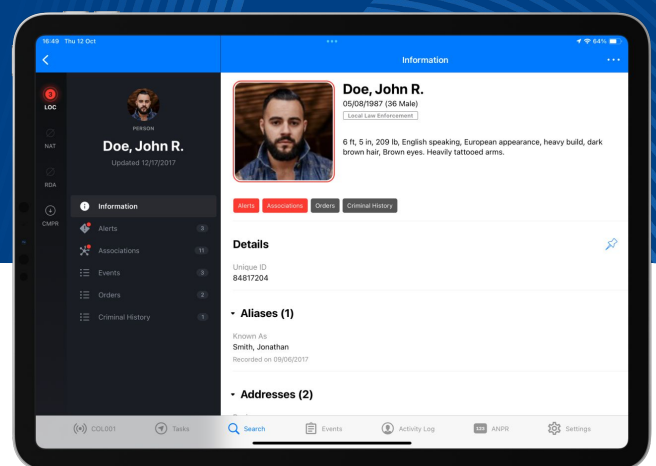 16:49 Thu 12 Oct
64%
Information
3
LOC
NAT
RDA
CMPR
PERSON
Doe, John R.
Updated 12/17/2017
Information
Alerts 3
Associations 11
Events 3
Orders 2
Criminal History 1
Doe, John R.
05/08/1987 (36 Male)
Local Law Enforcement
6 ft, 5 in, 209 lb, English speaking, European appearance, heavy build, dark
brown hair, Brown eyes. Heavily tattooed arms.
Alerts Associations Orders Criminal History
Details
Unique ID
84817204
Aliases (1)
Known As
Smith, Jonathan
Recorded on 09/06/2017
Addresses (2)
COL001 Tasks Search Events Activity Log 123 ANPR Settings